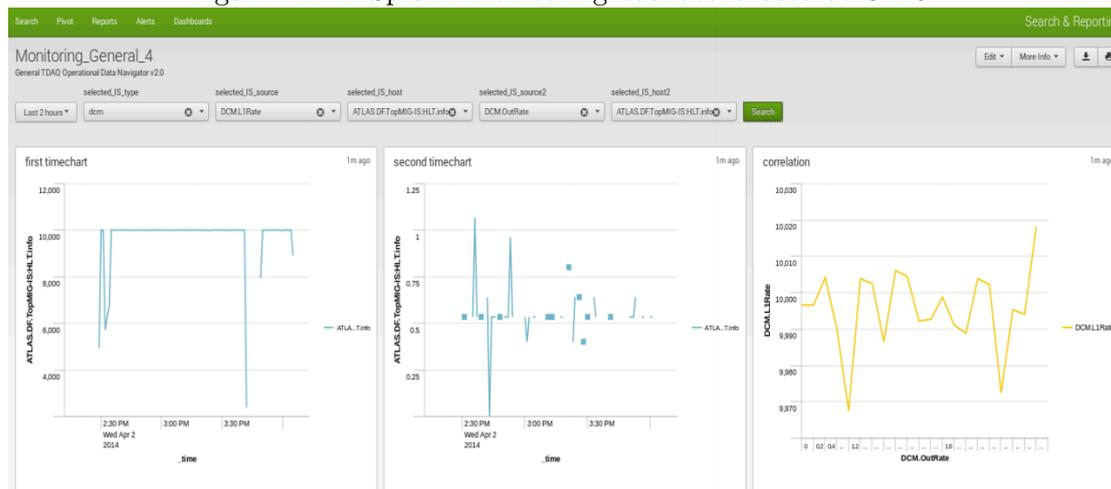 Search Pivot Reports Alerts Dashboards
Search & Reporting
Monitoring_General_4
General TDAQ Operational Data Navigator v2.0
Edit More Info
selected_IS_type selected_IS_source selected_IS_host selected_IS_source2 selected_IS_host2
Last 2 hours dcm DCM.L1Rate ATLAS.DF.TopMIG-IS:HLT.info DCM.OutRate ATLAS.DF.TopMIG-IS:HLT.info Search
first timechart
1m ago
12,000
10,000
8,000
6,000
4,000
ATLAS.DF.TopMIG-IS:HLT.info
ATLA...T.info
2:30 PM 3:00 PM 3:30 PM
Wed Apr 2
2014
_time
second timechart
1m ago
1.25
1
0.75
0.5
0.25
ATLAS.DF.TopMIG-IS:HLT.info
ATLA...T.info
2:30 PM 3:00 PM 3:30 PM
Wed Apr 2
2014
_time
correlation
1m ag
10,030
10,020
10,010
10,000
9,990
9,980
9,970
DCM.L1Rate
DCM.L1Rate
0 02 04 ... 12 ... 16 ...
DCM.OutRate